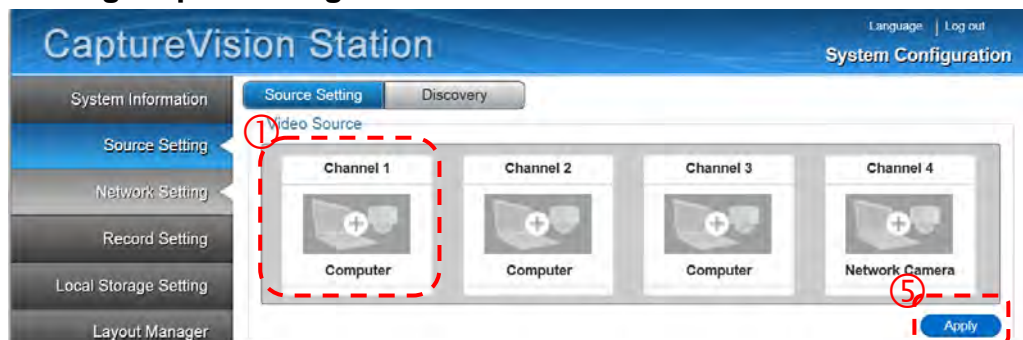 CaptureVision Station
Language | Log out
System Configuration
System Information
Source Setting
Network Setting
Record Setting
Local Storage Setting
Layout Manager
Source Setting Discovery
Video Source
①
Channel 1 Channel 2 Channel 3 Channel 4
Computer Computer Computer Network Camera
⑤
Apply